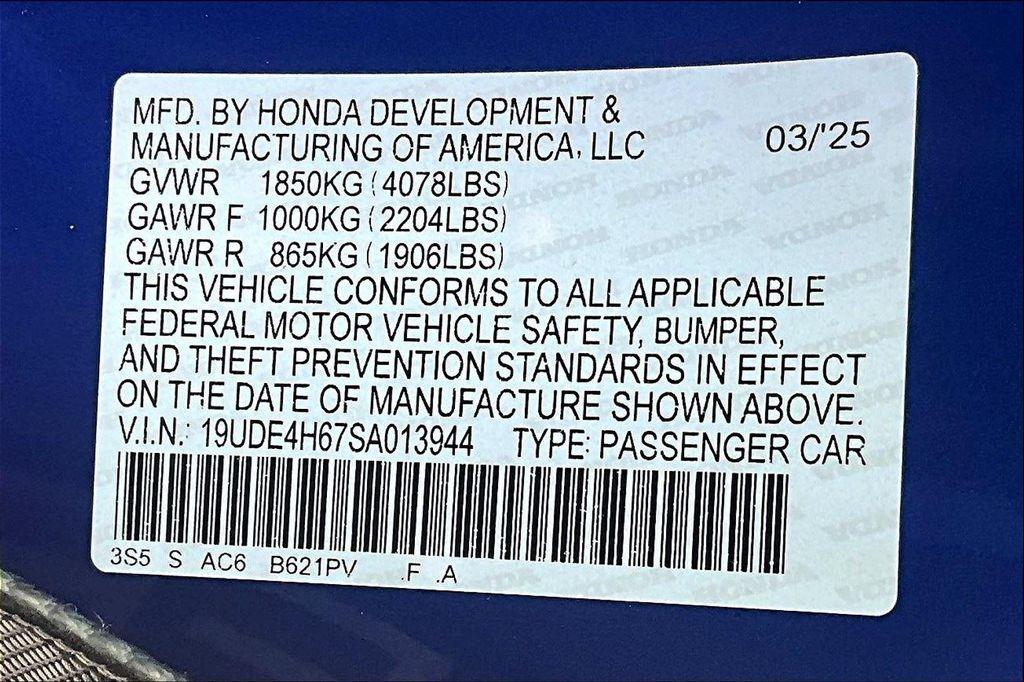 MFD. BY HONDA DEVELOPMENT &
MANUFACTURING OF AMERICA, LLC 03/'25
GVWR 1850KG (4078LBS)
GAWR F 1000KG (2204LBS)
GAWR R 865KG (1906LBS)
THIS VEHICLE CONFORMS TO ALL APPLICABLE
FEDERAL MOTOR VEHICLE SAFETY, BUMPER,
AND THEFT PREVENTION STANDARDS IN EFFECT
ON THE DATE OF MANUFACTURE SHOWN ABOVE.
V.I.N.: 19UDE4H67SA013944 TYPE: PASSENGER CAR
3S5 S AC6 B621PV .F .A